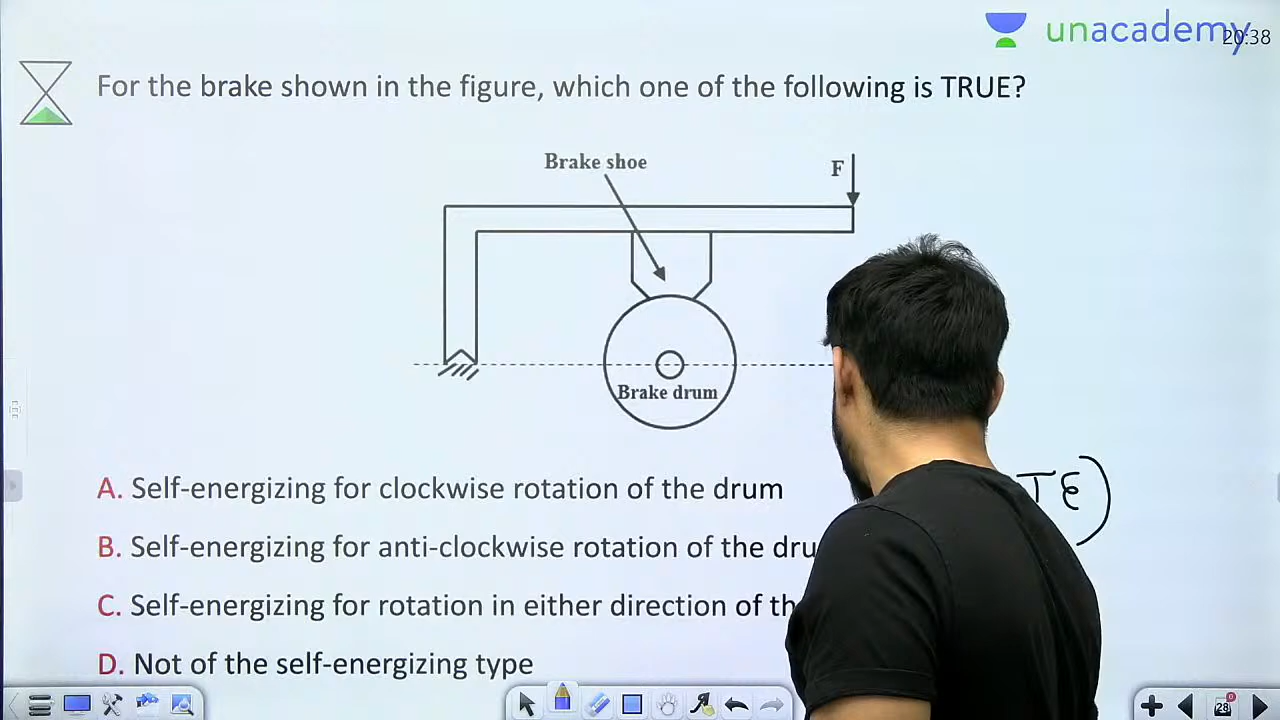 unacademy
20:38
For the brake shown in the figure, which one of the following is TRUE?
Brake shoe
F
Brake drum
A. Self-energizing for clockwise rotation of the drum
TE)
B. Self-energizing for anti-clockwise rotation of the
C. Self-energizing for rotation in either direction of
D. Not of the self-energizing type
28